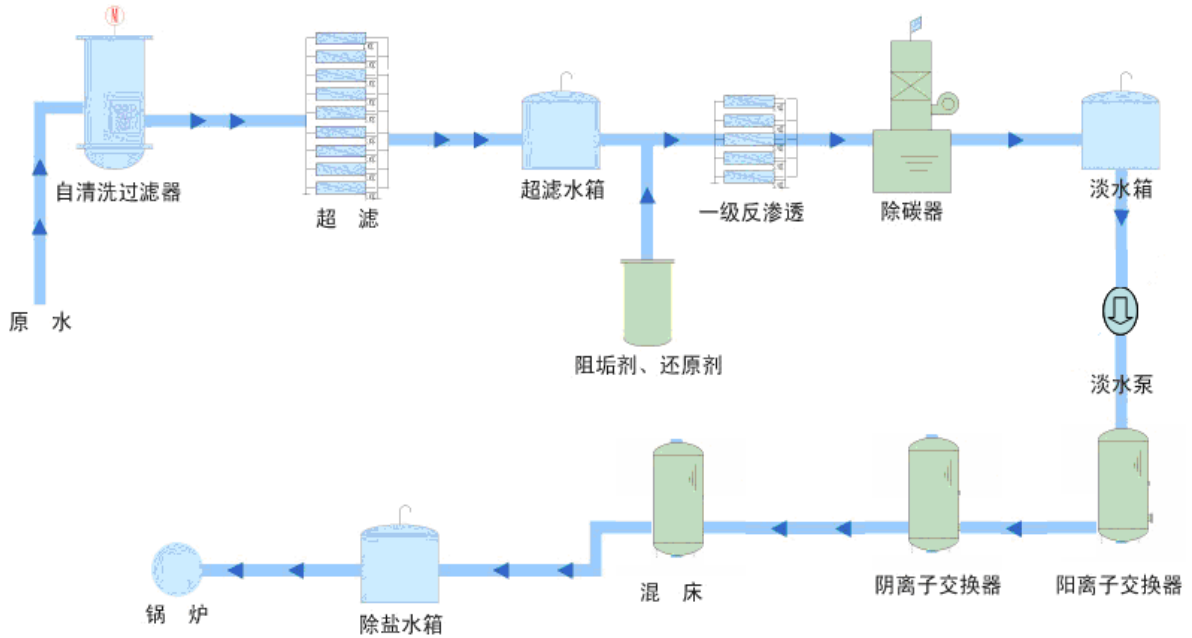 N
自清洗过滤器
超 滤
超滤水箱
一级反渗透
除碳器
淡水箱
原 水
阻垢剂、还原剂
淡水泵
混 床
阴离子交换器
阳离子交换器
锅 炉
除盐水箱